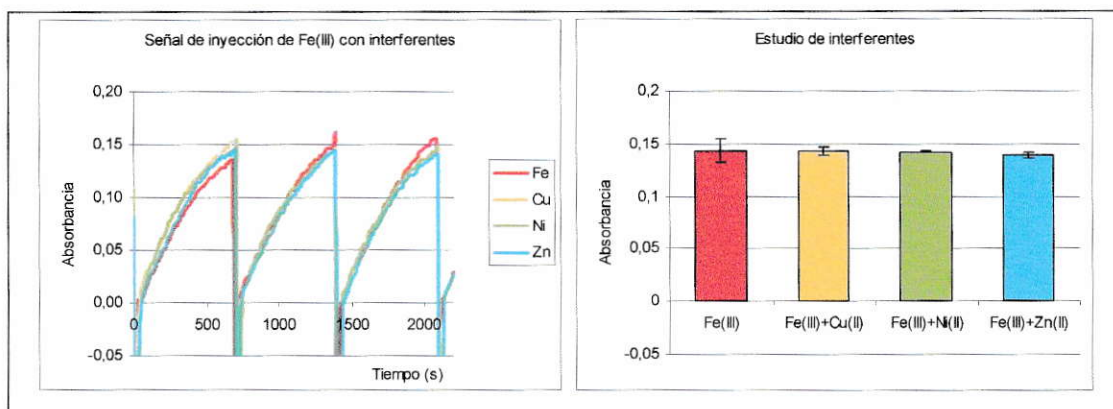 Señal de inyección de Fe(III) con interferentes
0,20
0,15
0,10
0,05
0,00
-0,05
Absorbancia
0
500
1000
1500
2000
Tiempo (s)
Fe
Cu
Ni
Zn
Estudio de interferentes
0,2
0,15
0,1
0,05
0
-0,05
Absorbancia
Fe(III)
Fe(III)+Cu(II)
Fe(III)+Ni(II)
Fe(III)+Zn(II)